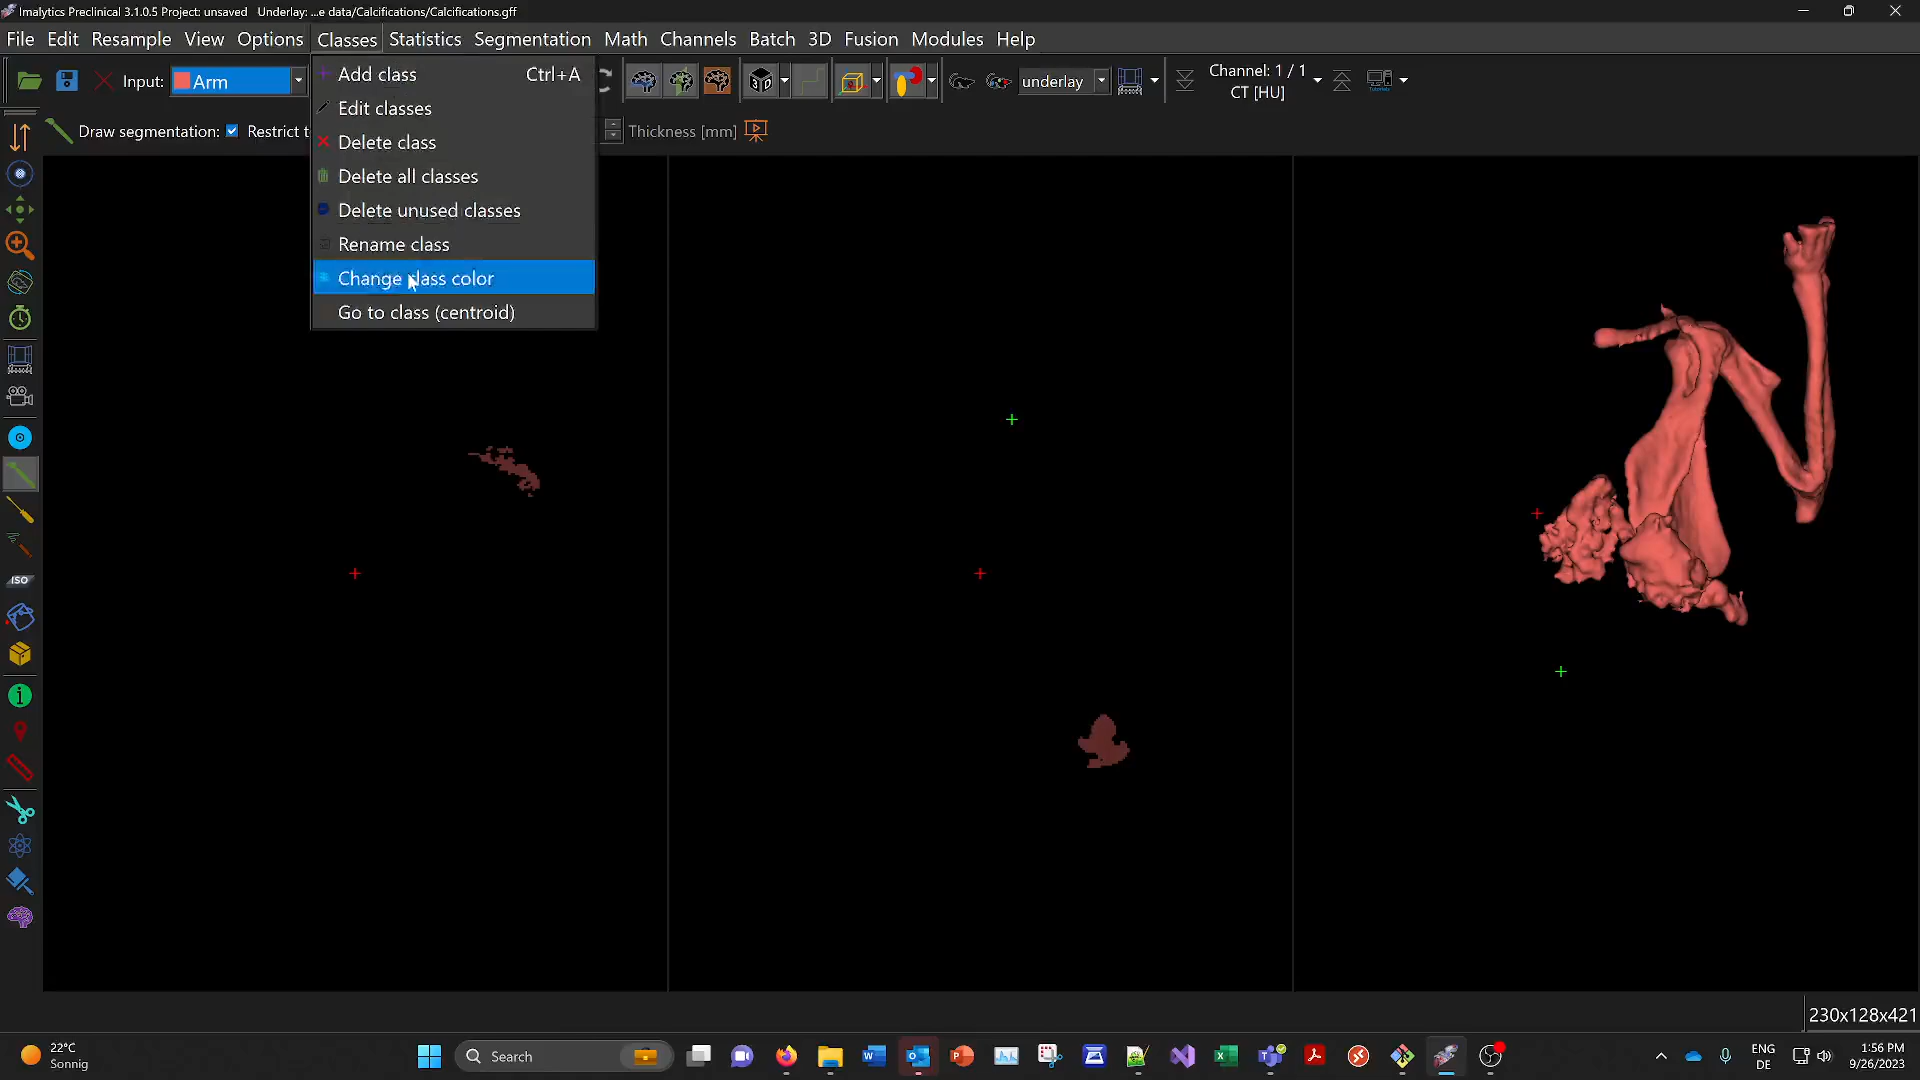 Imalytics Preclinical 3.1.0.5 Project: unsaved   Underlay: ...e data/Calcifications/Calcifications.gff
File Edit Resample View Options Classes Statistics Segmentation Math Channels Batch 3D Fusion Modules Help
Input: Arm
underlay
Channel: 1 / 1
CT [HU]
Draw segmentation: Restrict t
Thickness [mm]
Add class Ctrl+A
Edit classes
Delete class
Delete all classes
Delete unused classes
Rename class
Change class color
Go to class (centroid)
3D
ISO
230x128x421
22°C
Sonnig
Search
ENG
DE
1:56 PM
9/26/2023